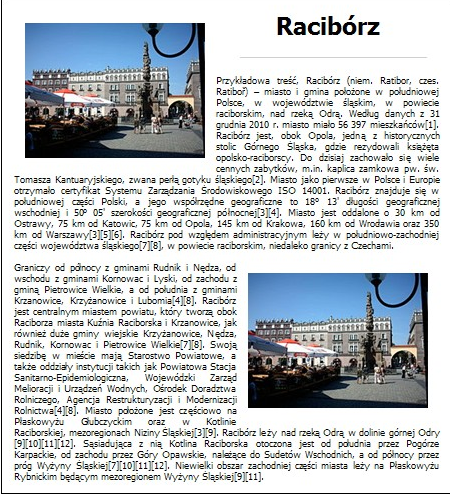 Racibórz
Przykładowa treść, Racibórz (niem. Ratibor, czes.
Ratiboř) – miasto i gmina położone w południowej
Polsce, w województwie śląskim, w powiecie
raciborskim, nad rzeką Odrą. Według danych z 31
grudnia 2010 r. miasto miało 56 397 mieszkańców[1].
Racibórz jest, obok Opola, jedną z historycznych
stolic Górnego Śląska, gdzie rezydowali książęta
opolsko-raciborscy. Do dzisiaj zachowało się wiele
cennych zabytków, m.in. kaplica zamkowa pw. św.
Tomasza Kantuaryjskiego, zwana perłą gotyku śląskiego[2]. Miasto jako pierwsze w Polsce i Europie
otrzymało certyfikat Systemu Zarządzania Środowiskowego ISO 14001. Racibórz znajduje się w
południowej części Polski, a jego współrzędne geograficzne to 18º 13' długości geograficznej
wschodniej i 50º 05' szerokości geograficznej północnej[3][4]. Miasto jest oddalone o 30 km od
Ostrawy, 75 km od Katowic, 75 km od Opola, 145 km od Krakowa, 160 km od Wrodawia oraz 350
km od Warszawy[3][5][6]. Racibórz pod względem administracyjnym leży w południowo-zachodniej
części województwa śląskiego[7][8], w powiecie raciborskim, niedaleko granicy z Czechami.
Graniczy od północy z gminami Rudnik i Nędza, od
wschodu z gminami Kornowac i Lyski, od zachodu z
gminą Pietrowice Wielkie, a od południa z gminami
Krzanowice, Krzyżanowice i Lubomia[4][8]. Racibórz
jest centralnym miastem powiatu, który tworzą obok
Raciborza miasta Kuźnia Raciborska i Krzanowice, jak
również duże gminy wiejskie Krzyżanowice, Nędza,
Rudnik, Kornowac i Pietrowice Wielkie[7][8]. Swoją
siedzibę w mieście mają Starostwo Powiatowe, a
także oddziały instytucji takich jak Powiatowa Stacja
Sanitarno-Epidemiologiczna, Wojewódzki Zarząd
Melioracji i Urządzeń Wodnych, Ośrodek Doradztwa
Rolniczego, Agencja Restrukturyzacji i Modernizacji
Rolnictwa[4][8]. Miasto położone jest częściowo na
Płaskowyżu Głubczyckim oraz w Kotlinie
Raciborskiej, mezoregionach Niziny Śląskiej[3][9]. Racibórz leży nad rzeką Odrą w dolinie górnej Odry
[9][10][11][12]. Sąsiadująca z nią Kotlina Raciborska otoczona jest od południa przez Pogórze
Karpackie, od zachodu przez Góry Opawskie, należące do Sudetów Wschodnich, a od północy przez
próg Wyżyny Śląskiej[7][10][11][12]. Niewielki obszar zachodniej części miasta leży na Płaskowyżu
Rybnickim będącym mezoregionem Wyżyny Śląskiej[9][11].